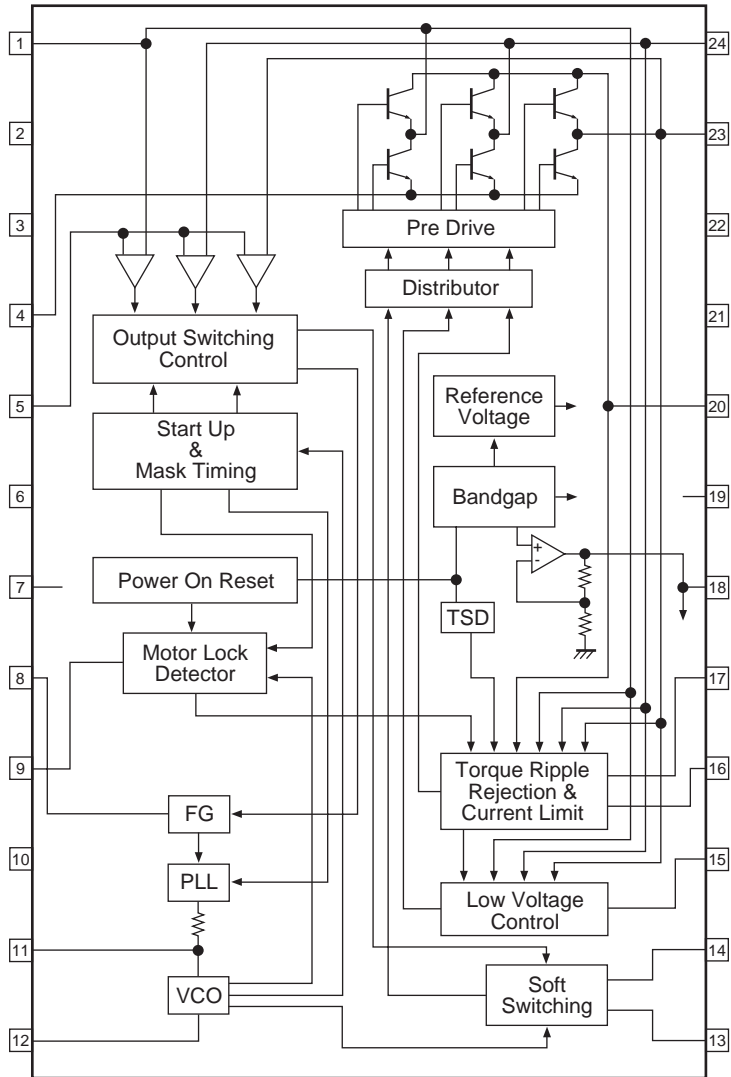 1
24
2
23
3
Pre Drive
22
Distributor
4
21
Output Switching
Control
5
Reference
Voltage
20
Start Up
&
Mask Timing
6
Bandgap
19
+
-
7
Power On Reset
18
TSD
8
Motor Lock
Detector
17
9
Torque Ripple
Rejection &
Current Limit
16
FG
10
15
PLL
Low Voltage
Control
11
14
VCO
Soft
Switching
12
13